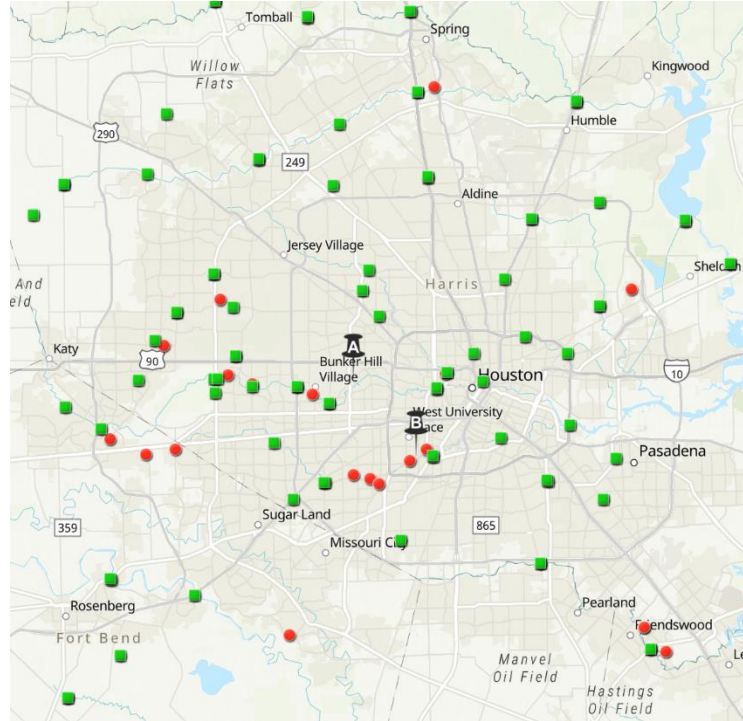 Tomball
Spring
Willow
Flats
Kingwood
290
Humble
249
Aldine
Jersey Village
Harris
And
Sheldon
Katy
90
A
Bunker Hill
Village
10
Houston
West University
Place
B
Pasadena
Sugar Land
359
865
Missouri City
Rosenberg
Pearland
Fort Bend
Friendswood
Manvel
Oil Field
Hastings
Oil Field